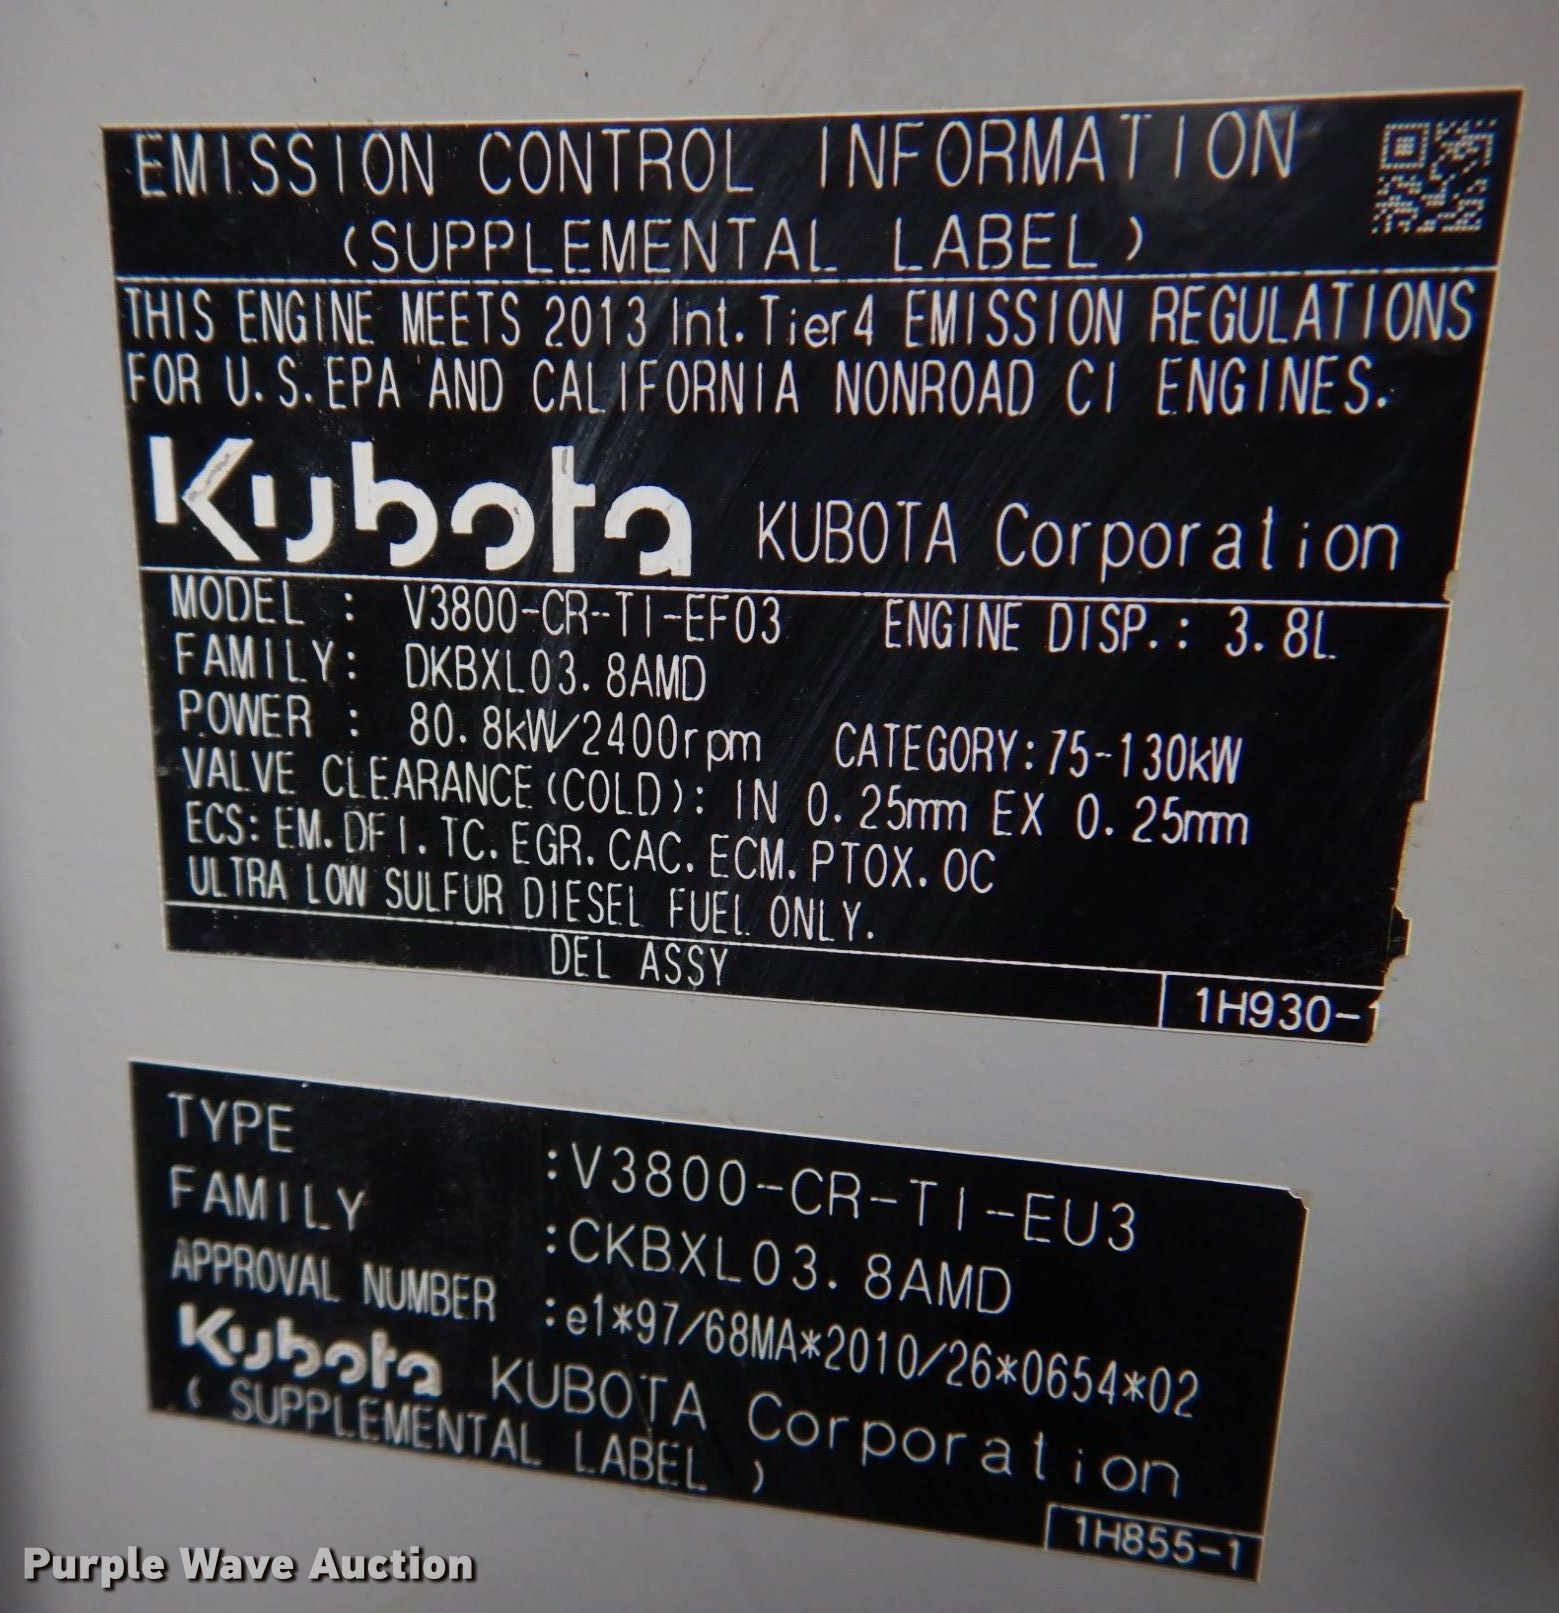 EMISSION CONTROL INFORMATION
(SUPPLEMENTAL LABEL)
THIS ENGINE MEETS 2013 Int.Tier4 EMISSION REGULATIONS
FOR U.S.EPA AND CALIFORNIA NONROAD CI ENGINES.
Kubota KUBOTA Corporation
MODEL : V3800-CR-TI-EF03 ENGINE DISP.: 3.8L
FAMILY: DKBXL03.8AMD
POWER : 80.8kW/2400rpm CATEGORY:75-130kW
VALVE CLEARANCE(COLD): IN 0.25mm EX 0.25mm
ECS: EM.DFI.TC.EGR.CAC.ECM.PTOX.OC
ULTRA LOW SULFUR DIESEL FUEL ONLY.
DEL ASSY
1H930-1
TYPE :V3800-CR-TI-EU3
FAMILY :CKBXL03.8AMD
APPROVAL NUMBER :e1*97/68MA*2010/26*0654*02
Kubota KUBOTA Corporation
(SUPPLEMENTAL LABEL)
1H855-1
Purple Wave Auction